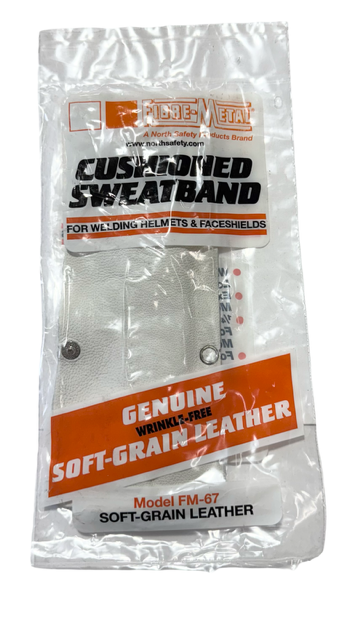 FIBRE-METAL
A North Safety Products Brand
www.northsafety.com
CUSHIONED
SWEATBAND
FOR WELDING HELMETS & FACESHIELDS
GENUINE
WRINKLE-FREE
SOFT-GRAIN LEATHER
Model FM-67
SOFT-GRAIN LEATHER